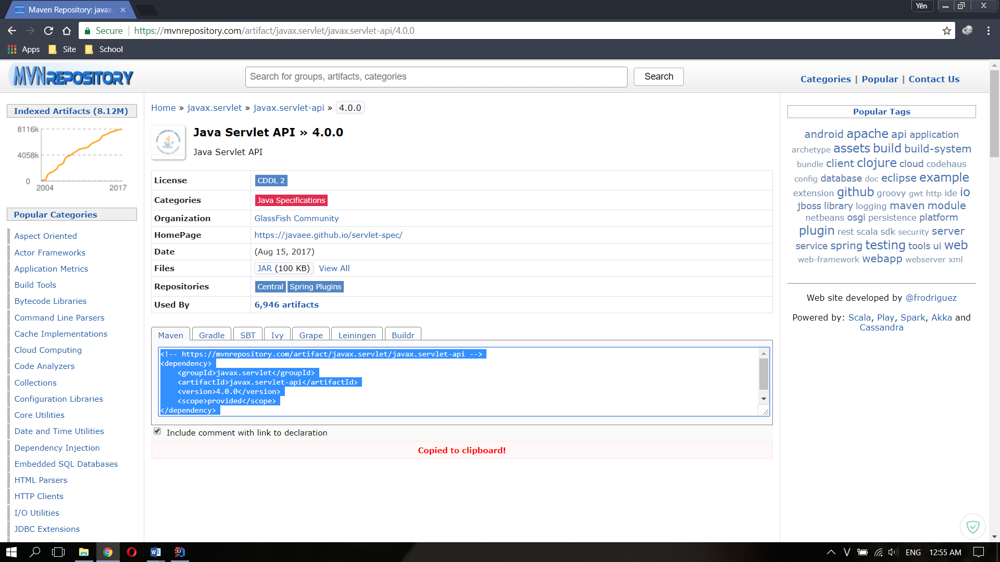 Maven Repository: javax.
Yên
Secure
https://mvnrepository.com/artifact/javax.servlet/javax.servlet-api/4.0.0
Apps
Site
School
MVNREPOSITORY
Search for groups, artifacts, categories
Search
Categories | Popular | Contact Us
Indexed Artifacts (8.12M)
8116k
4058k
0
2004
2017
Popular Categories
Aspect Oriented
Actor Frameworks
Application Metrics
Build Tools
Bytecode Libraries
Command Line Parsers
Cache Implementations
Cloud Computing
Code Analyzers
Collections
Configuration Libraries
Core Utilities
Date and Time Utilities
Dependency Injection
Embedded SQL Databases
HTML Parsers
HTTP Clients
I/O Utilities
JDBC Extensions
Home » javax.servlet » javax.servlet-api » 4.0.0
Java Servlet API » 4.0.0
Java Servlet API
License
CDDL 2
Categories
Java Specifications
Organization
GlassFish Community
HomePage
https://javaee.github.io/servlet-spec/
Date
(Aug 15, 2017)
Files
JAR (100 KB) View All
Repositories
Central Spring Plugins
Used By
6,946 artifacts
Maven
Gradle
SBT
Ivy
Grape
Leiningen
Buildr
<!-- https://mvnrepository.com/artifact/javax.servlet/javax.servlet-api -->
<dependency>
    <groupId>javax.servlet</groupId>
    <artifactId>javax.servlet-api</artifactId>
    <version>4.0.0</version>
    <scope>provided</scope>
</dependency>
Include comment with link to declaration
Copied to clipboard!
Popular Tags
android apache api application
archetype assets build build-system
bundle client clojure cloud codehaus
config database doc eclipse example
extension github groovy gwt http ide io
jboss library logging maven module
netbeans osgi persistence platform
plugin rest scala sdk security server
service spring testing tools ui web
web-framework webapp webserver xml
Web site developed by @frodriguez
Powered by: Scala, Play, Spark, Akka and
Cassandra
V
ENG
12:55 AM